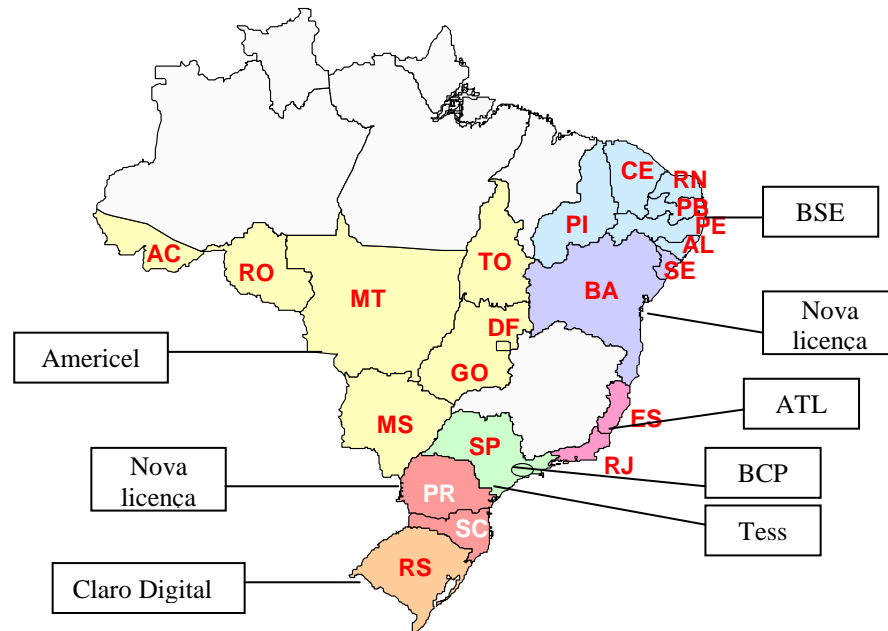 CE
RN
PB
BSE
PE
PI
AL
AC
TO
SE
RO
BA
MT
Nova
licença
DF
Americel
GO
ATL
MS
ES
SP
RJ
Nova
licença
BCP
PR
Tess
SC
RS
Claro Digital